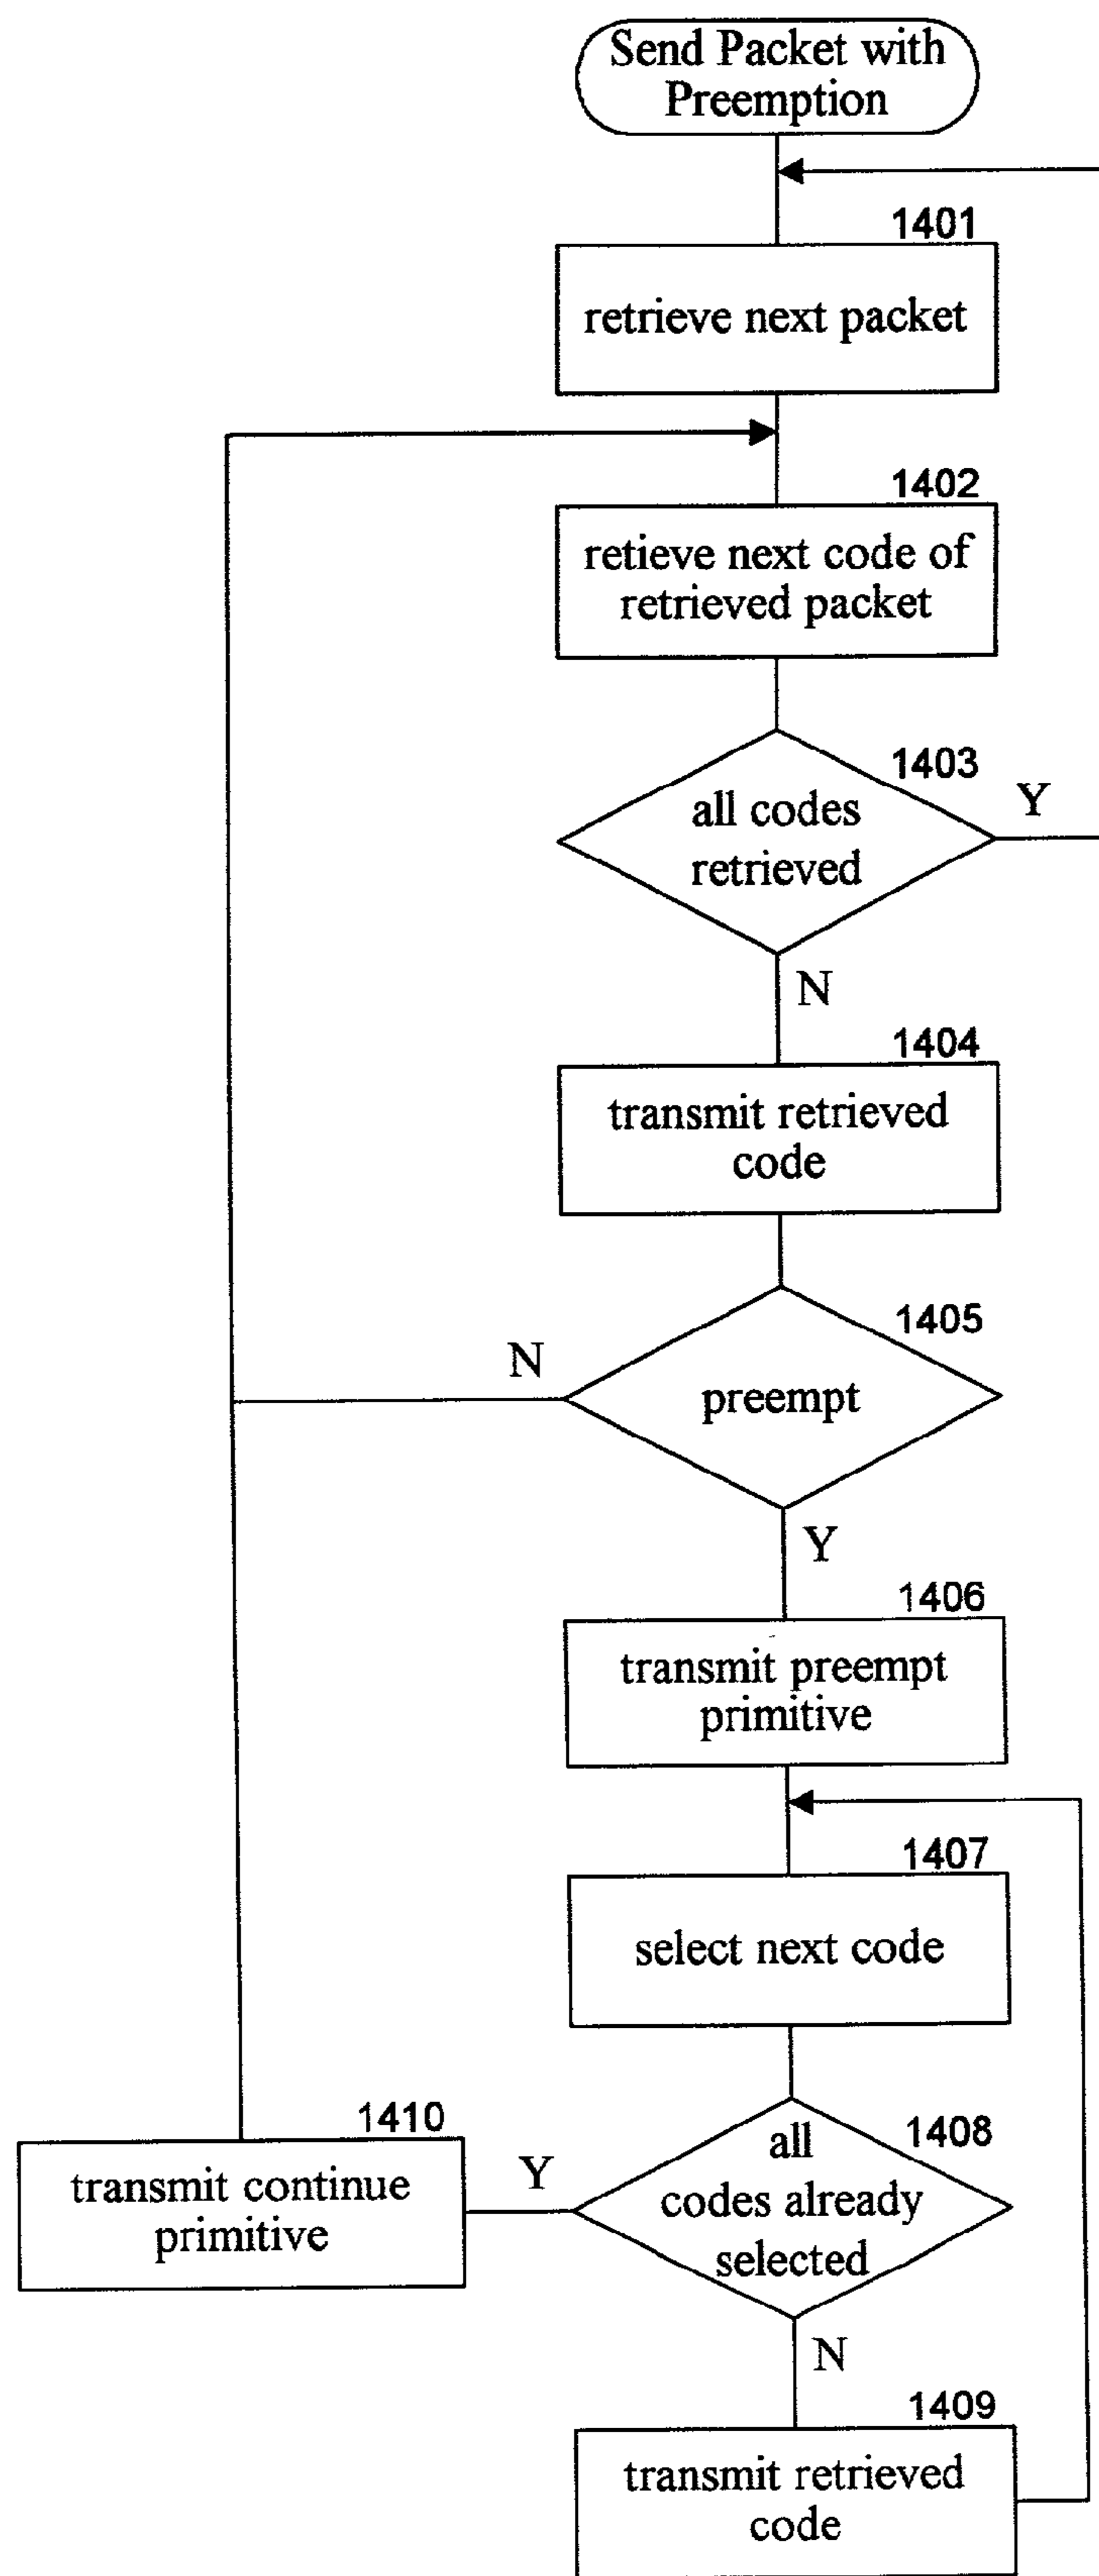 Send Packet with
Preemption
1401
retrieve next packet
1402
retieve next code of
retrieved packet
1403
all codes
retrieved
Y
N
1404
transmit retrieved
code
1405
preempt
N
Y
1406
transmit preempt
primitive
1407
select next code
1408
all
codes already
selected
Y
1410
transmit continue
primitive
N
1409
transmit retrieved
code